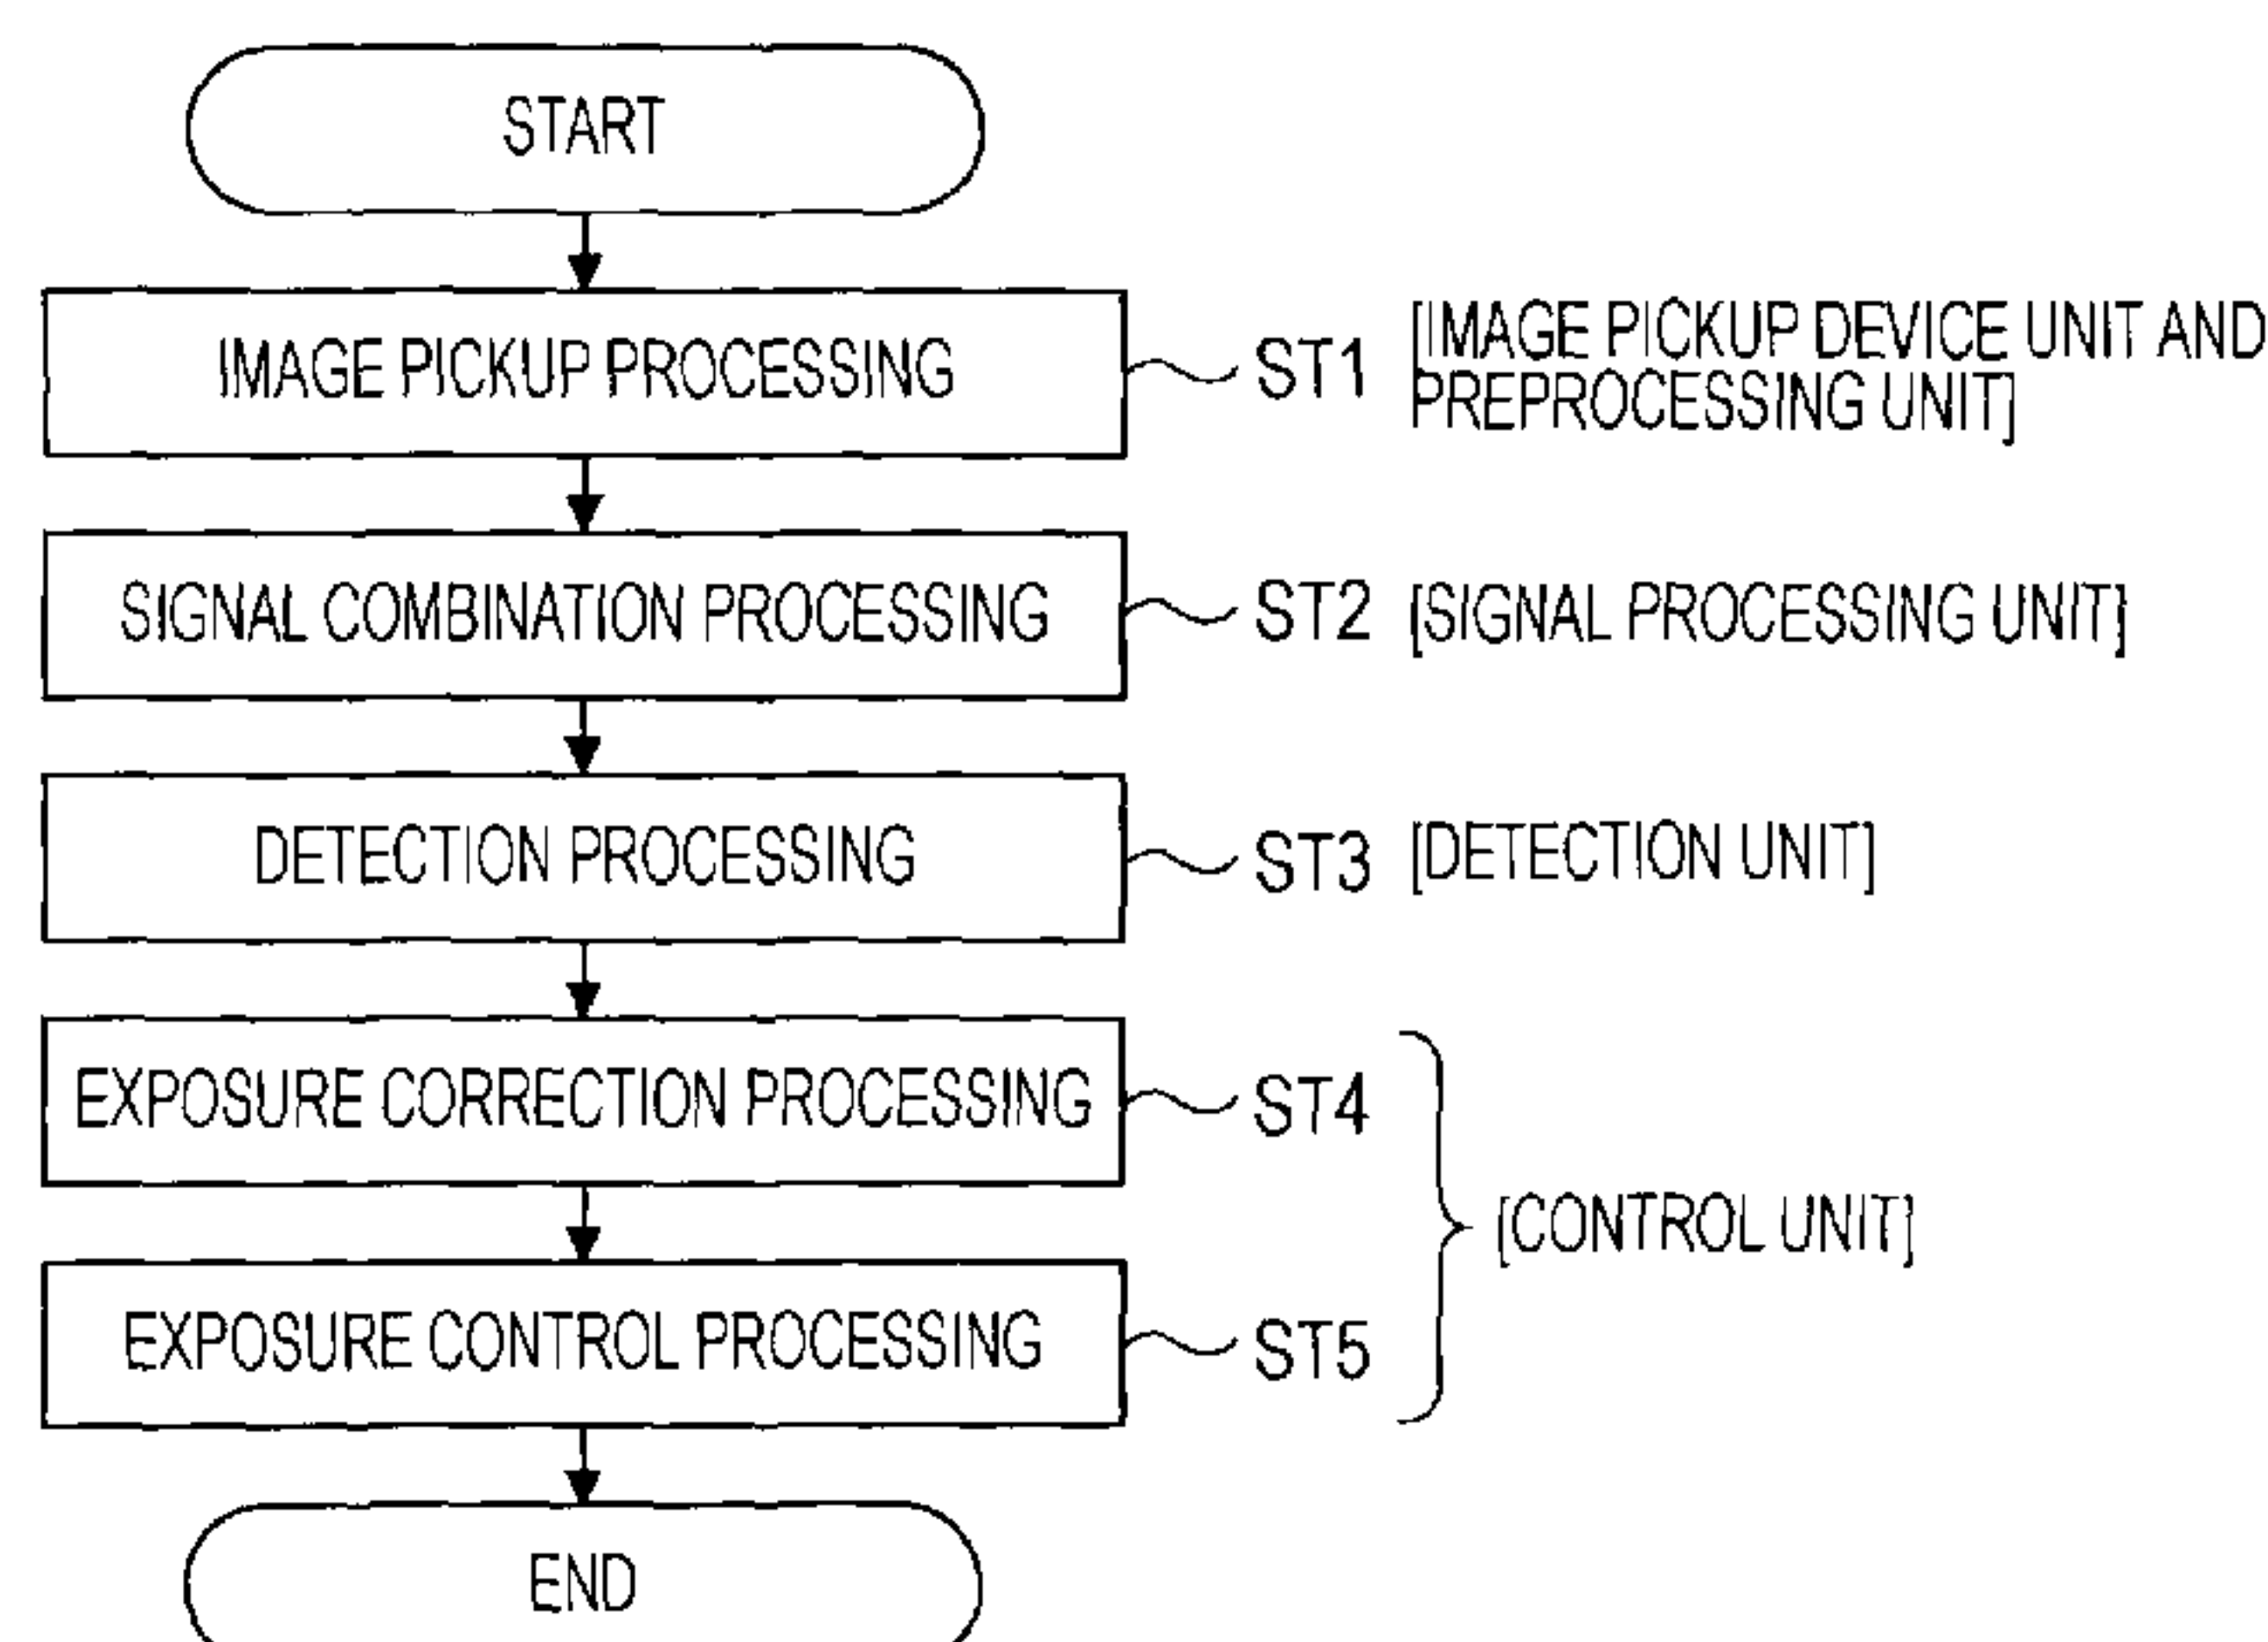 START
IMAGE PICKUP PROCESSING
ST1
[IMAGE PICKUP DEVICE UNIT AND
PREPROCESSING UNIT]
SIGNAL COMBINATION PROCESSING
ST2
[SIGNAL PROCESSING UNIT]
DETECTION PROCESSING
ST3
[DETECTION UNIT]
EXPOSURE CORRECTION PROCESSING
ST4
[CONTROL UNIT]
EXPOSURE CONTROL PROCESSING
ST5
END